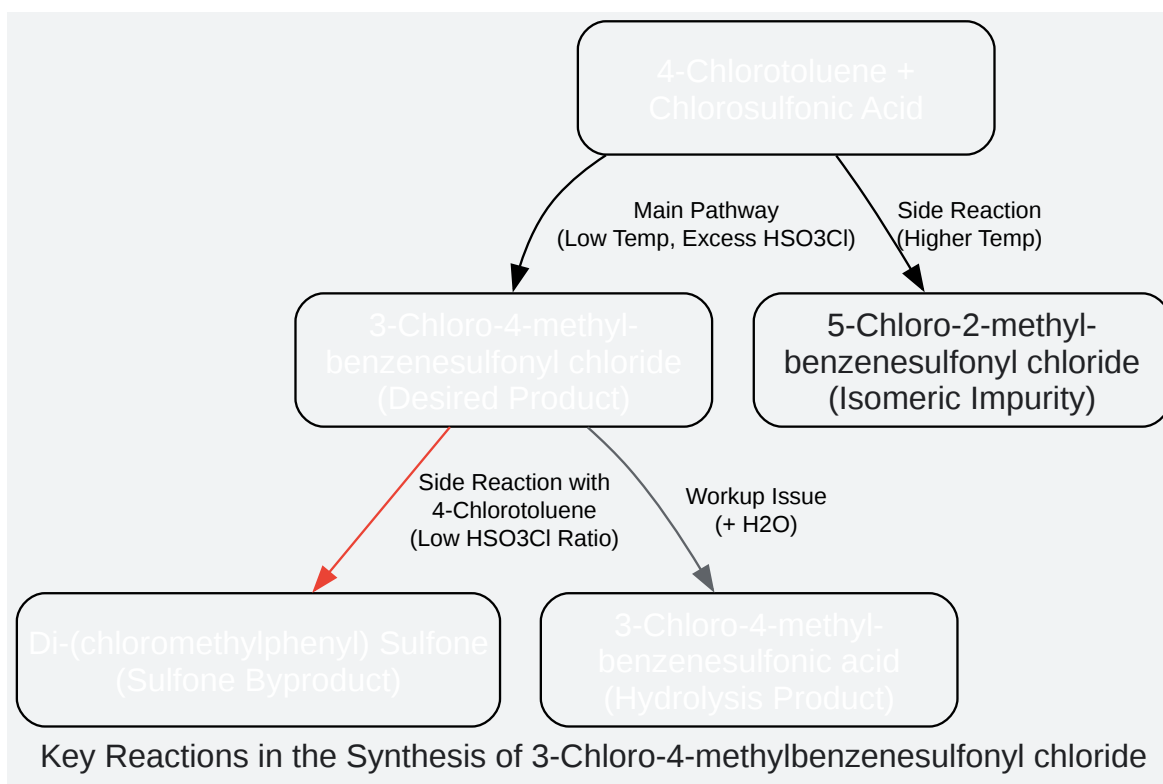 4-Chlorotoluene +
Chlorosulfonic Acid
Main Pathway
(Low Temp, Excess HSO3Cl)
Side Reaction
(Higher Temp)
3-Chloro-4-methyl-
benzenesulfonyl chloride
(Desired Product)
5-Chloro-2-methyl-
benzenesulfonyl chloride
(Isomeric Impurity)
Side Reaction with
4-Chlorotoluene
(Low HSO3Cl Ratio)
Workup Issue
(+ H2O)
Di-(chloromethylphenyl) Sulfone
(Sulfone Byproduct)
3-Chloro-4-methyl-
benzenesulfonic acid
(Hydrolysis Product)
Key Reactions in the Synthesis of 3-Chloro-4-methylbenzenesulfonyl chloride